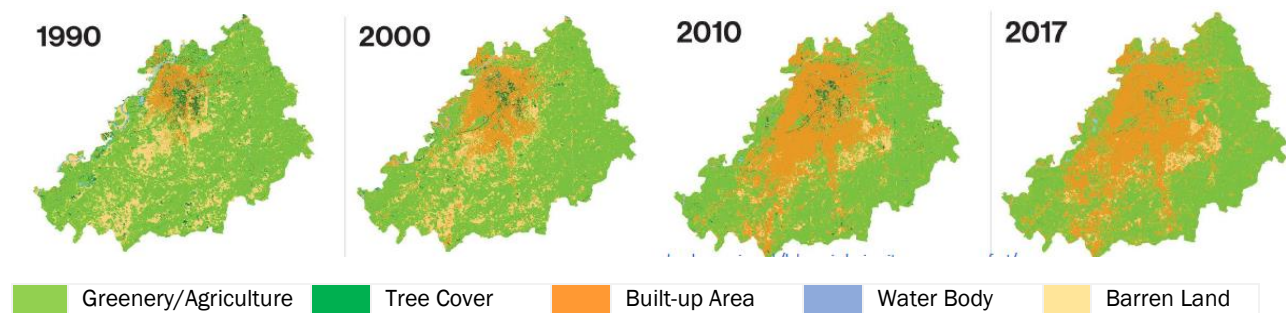 1990
2000
2010
2017
Greenery/Agriculture
Tree Cover
Built-up Area
Water Body
Barren Land